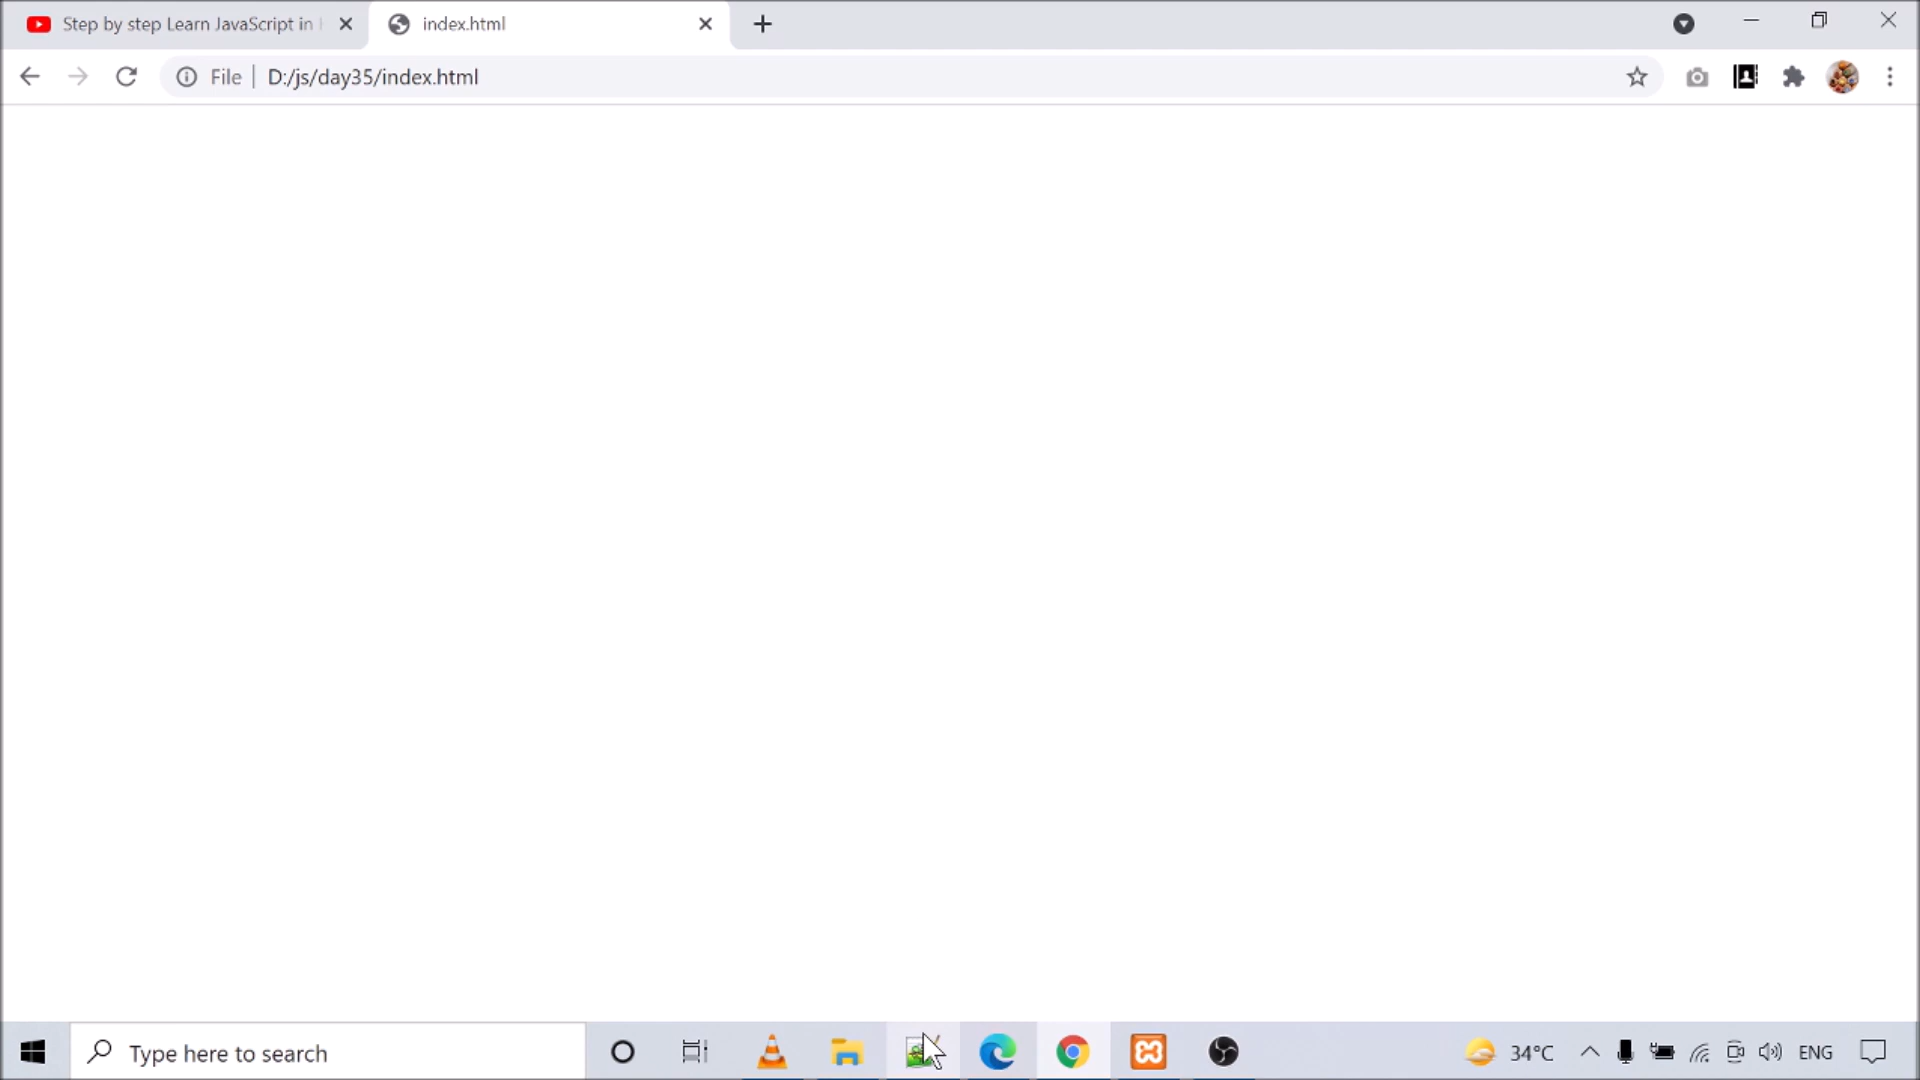 Step by step Learn JavaScript in
index.html
File
D:/js/day35/index.html
Type here to search
34°C
ENG